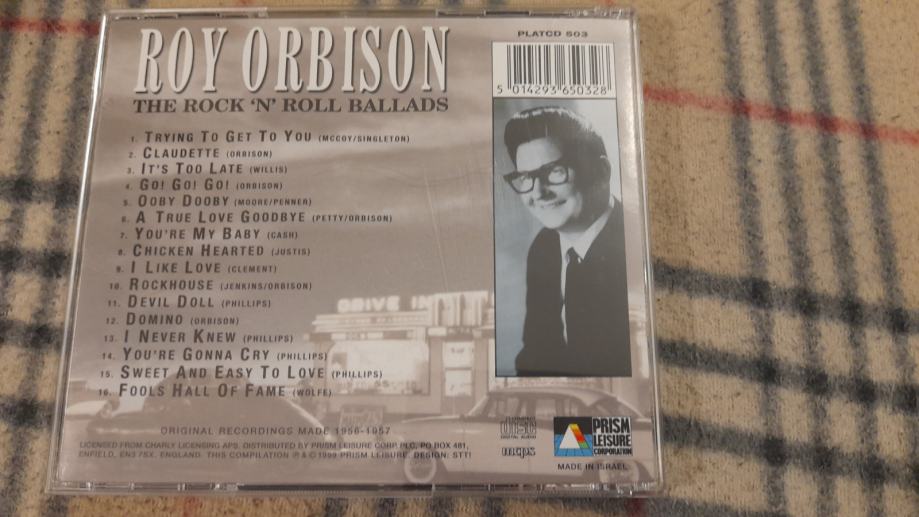 ROY ORBISON
THE ROCK 'N' ROLL BALLADS
1. TRYING TO GET TO YOU (MCCOY/SINGLETON)
2. CLAUDETTE (ORBISON)
3. IT'S TOO LATE (WILLIS)
4. GO! GO! GO! (ORBISON)
5. OOBY DOOBY (MOORE/PENNER)
6. A TRUE LOVE GOODBYE (PETTY/ORBISON)
7. YOU'RE MY BABY (CASH)
8. CHICKEN HEARTED (JUSTIS)
9. I LIKE LOVE (CLEMENT)
10. ROCKHOUSE (JENKINS/ORBISON)
11. DEVIL DOLL (PHILLIPS)
12. DOMINO (ORBISON)
13. I NEVER KNEW (PHILLIPS)
14. YOU'RE GONNA CRY (PHILLIPS)
15. SWEET AND EASY TO LOVE (PHILLIPS)
16. FOOLS HALL OF FAME (WOLFE)
ORIGINAL RECORDINGS MADE 1956-1957
LICENSED FROM CHARLY LICENSING APS. DISTRIBUTED BY PRISM LEISURE CORP. PLC, PO BOX 481,
ENFIELD, EN3 7SX. ENGLAND. THIS COMPILATION ℗ & © 1999 PRISM LEISURE. DESIGN: STT!
PLATCD 503
5 014293 650328
DRIVE IN
COMPACT
disc
DIGITAL AUDIO
mcps
PRISM
LEISURE
CORPORATION
MADE IN ISRAEL